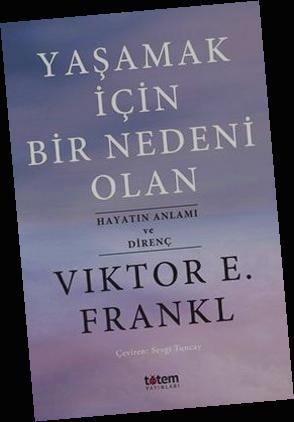 YAŞAMAK
İÇİN
BİR NEDENİ
OLAN
HAYATIN ANLAMI
ve
DİRENÇ
VIKTOR E.
FRANKL
Çeviren: Sevgi Tuncay
totem
YAYINLARI